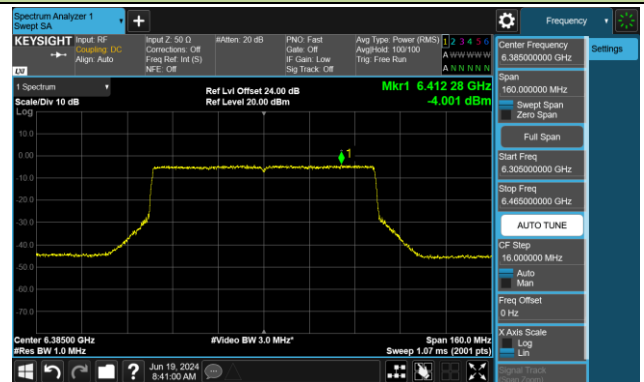 Spectrum Analyzer 1
Swept SA
Frequency
KEYSIGHT
Input: RF
Coupling: DC
Align: Auto
Input Z: 50 Ω
Corrections: Off
Freq Ref: Int (S)
NFE: Off
#Atten: 20 dB
PNO: Fast
Gate: Off
IF Gain: Low
Sig Track: Off
Avg Type: Power (RMS)
Avg|Hold: 100/100
Trig: Free Run
1 2 3 4 5 6
A W W W W W
A N N N N N
LXI
1 Spectrum
Scale/Div 10 dB
Log
Ref Lvl Offset 24.00 dB
Ref Level 20.00 dBm
Mkr1 6.412 28 GHz
-4.001 dBm
10.0
0.00
-10.0
-20.0
-30.0
-40.0
-50.0
-60.0
-70.0
1
Center 6.38500 GHz
#Res BW 1.0 MHz
#Video BW 3.0 MHz*
Span 160.0 MHz
Sweep 1.07 ms (2001 pts)
Center Frequency
6.385000000 GHz
Settings
Span
160.000000 MHz
Swept Span
Zero Span
Full Span
Start Freq
6.305000000 GHz
Stop Freq
6.465000000 GHz
AUTO TUNE
CF Step
16.000000 MHz
Auto
Man
Freq Offset
0 Hz
X Axis Scale
Log
Lin
Signal Track
(Span Zoom)
Jun 19, 2024
8:41:00 AM